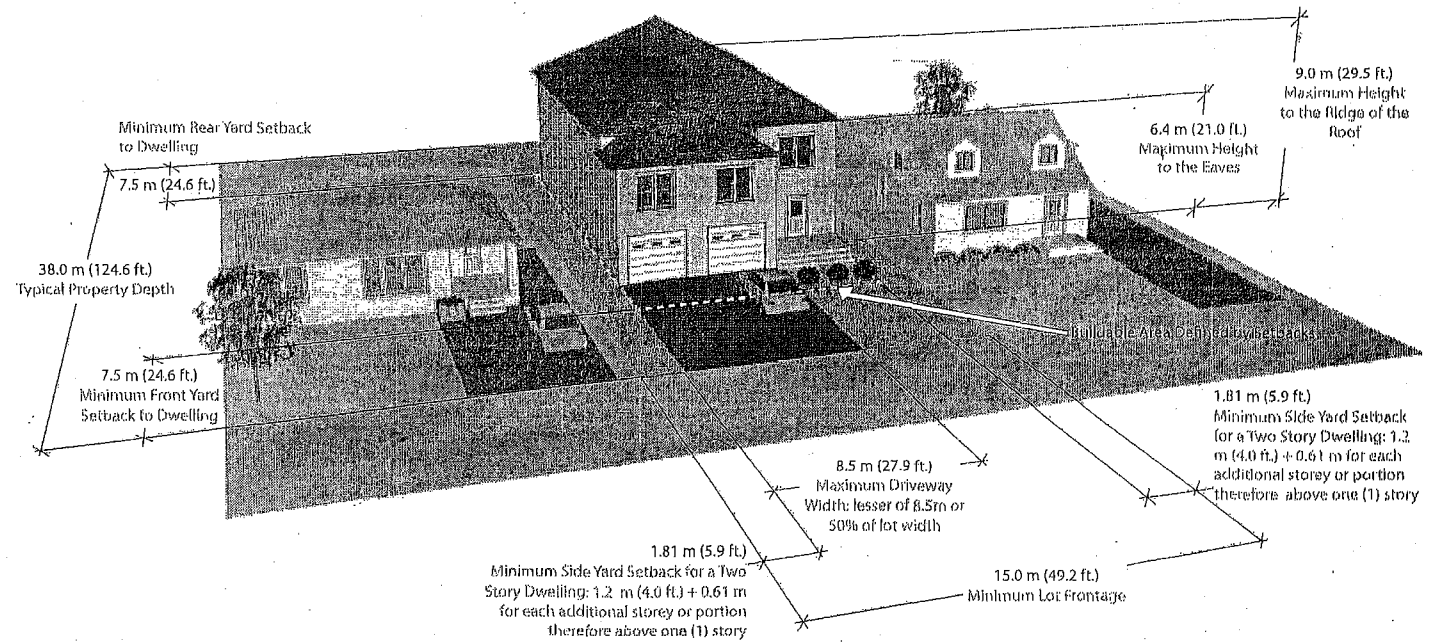 9.0 m (29.5 ft.)
Maximum Height
to the Ridge of the
Roof
6.4 m (21.0 ft.)
Maximum Height
to the Eaves
Minimum Rear Yard Setback
to Dwelling
7.5 m (24.6 ft.)
38.0 m (124.6 ft.)
Typical Property Depth
7.5 m (24.6 ft.)
Minimum Front Yard
Setback to Dwelling
Buildable Area Defined by Setbacks
1.81 m (5.9 ft.)
Minimum Side Yard Setback
for a Two Story Dwelling: 1.2
m (4.0 ft.) + 0.61 m for each
additional storey or portion
therefore above one (1) story
8.5 m (27.9 ft.)
Maximum Driveway
Width: lesser of 8.5m or
50% of lot width
1.81 m (5.9 ft.)
Minimum Side Yard Setback for a Two
Story Dwelling: 1.2 m (4.0 ft.) + 0.61 m
for each additional storey or portion
therefore above one (1) story
15.0 m (49.2 ft.)
Minimum Lot Frontage